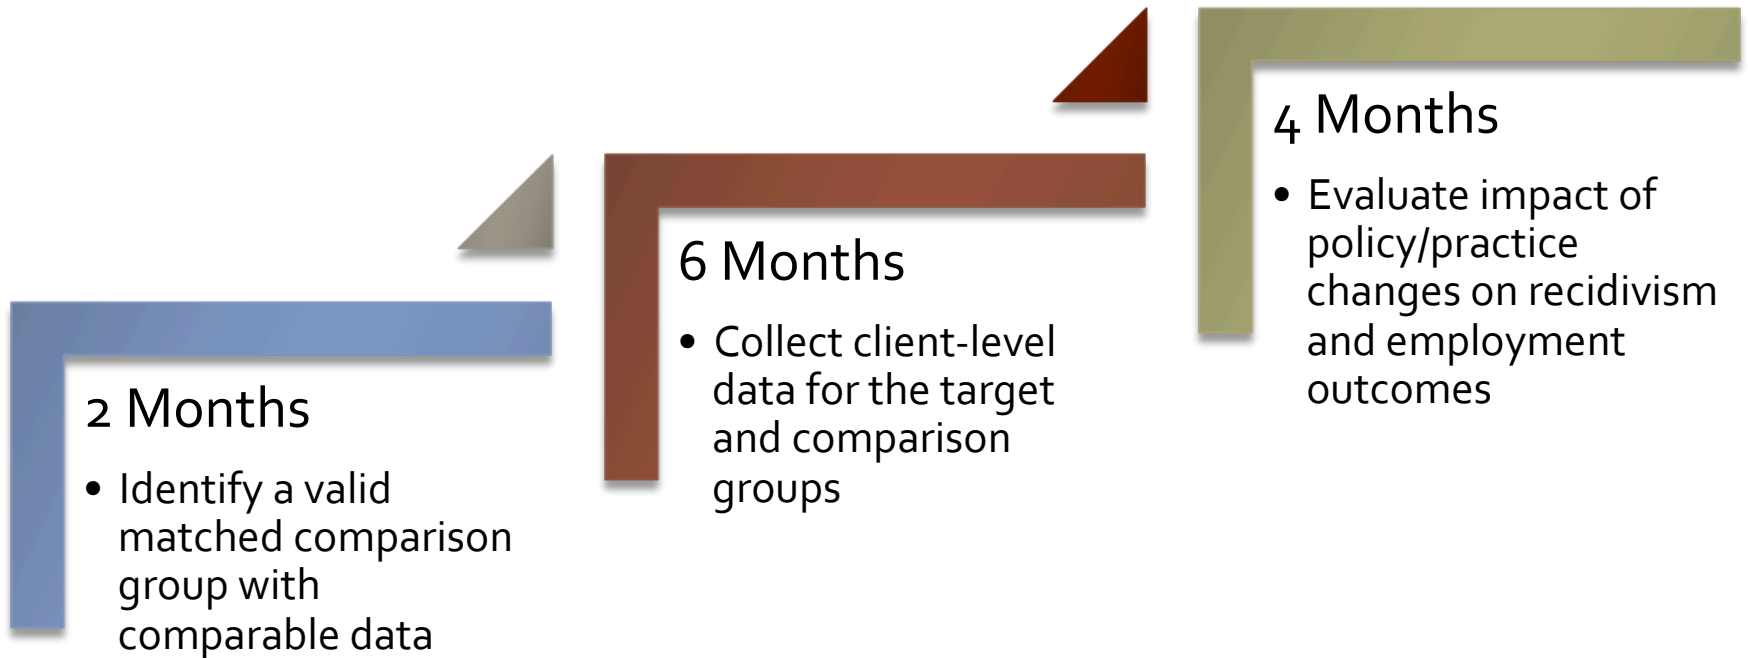 2 Months
• Identify a valid
matched comparison
group with
comparable data
6 Months
• Collect client-level
data for the target
and comparison
groups
4 Months
• Evaluate impact of
policy/practice
changes on recidivism
and employment
outcomes